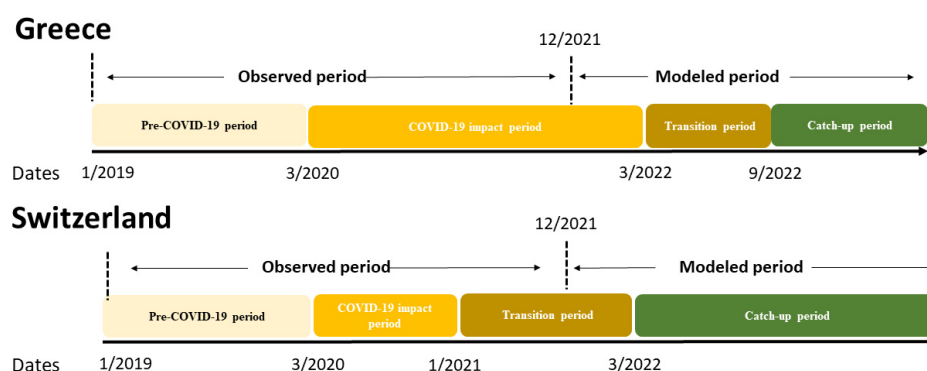 Greece
12/2021
Observed period
Modeled period
Pre-COVID-19 period
COVID-19 impact period
Transition period
Catch-up period
Dates
1/2019
3/2020
3/2022
9/2022
Switzerland
12/2021
Observed period
Modeled period
Pre-COVID-19 period
COVID-19 impact
period
Transition period
Catch-up period
Dates
1/2019
3/2020
1/2021
3/2022